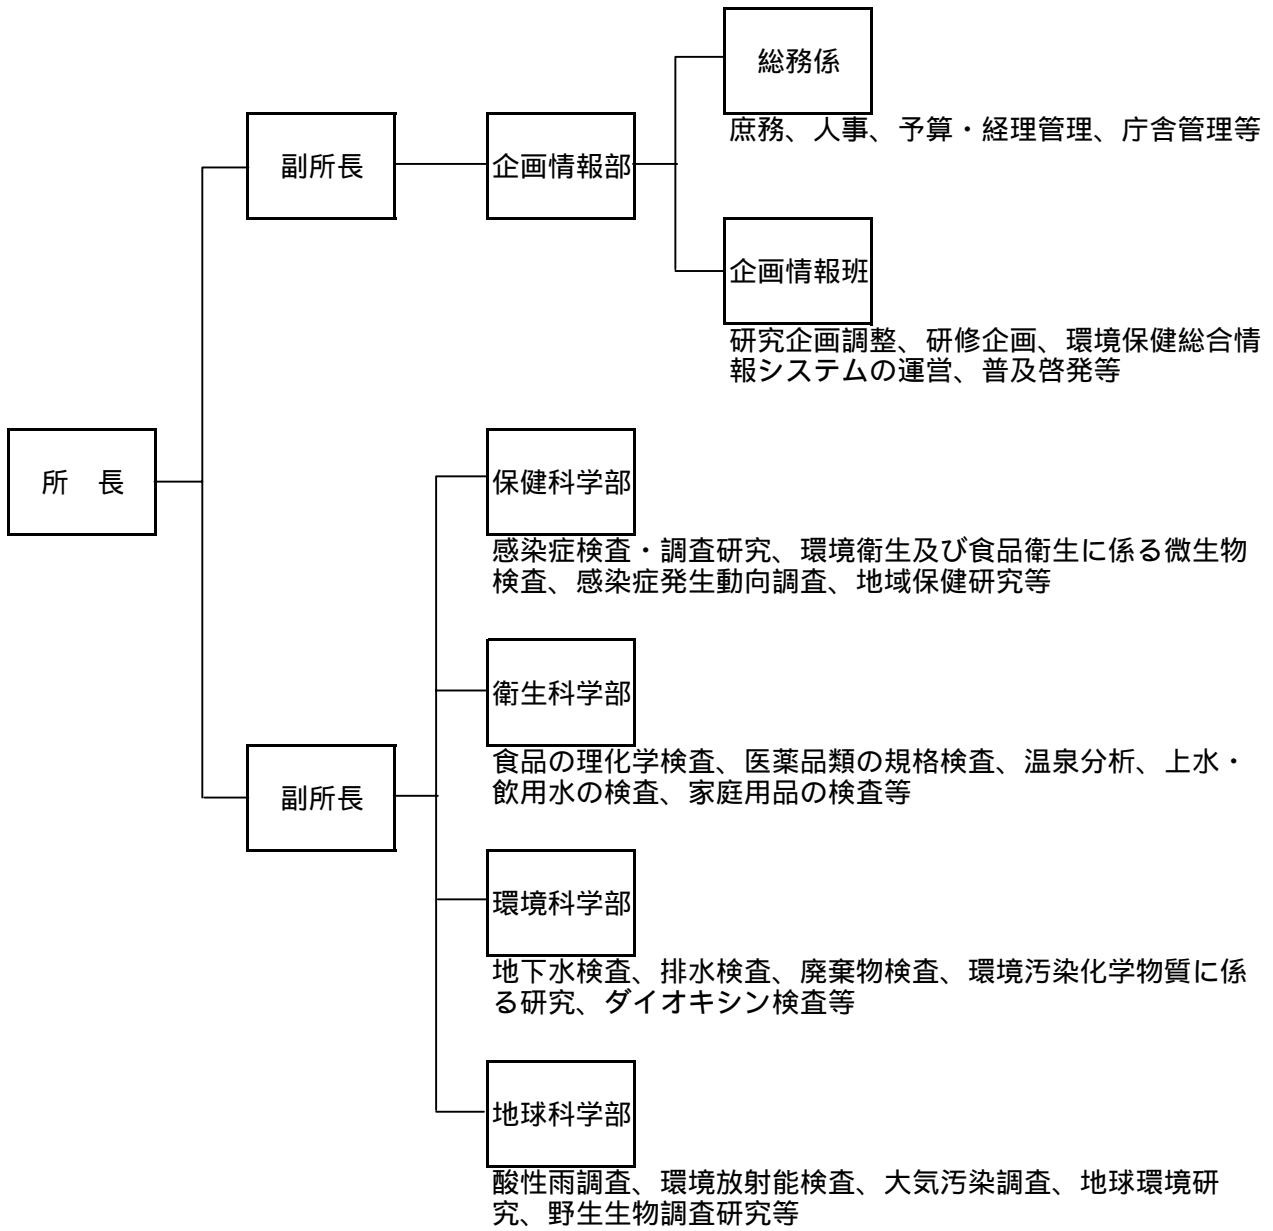 総務係
庶務、人事、予算・経理管理、庁舎管理等
副所長
企画情報部
企画情報班
研究企画調整、研修企画、環境保健総合情
報システムの運営、普及啓発等
所　長
保健科学部
感染症検査・調査研究、環境衛生及び食品衛生に係る微生物
検査、感染症発生動向調査、地域保健研究等
衛生科学部
食品の理化学検査、医薬品類の規格検査、温泉分析、上水・
飲用水の検査、家庭用品の検査等
副所長
環境科学部
地下水検査、排水検査、廃棄物検査、環境汚染化学物質に係
る研究、ダイオキシン検査等
地球科学部
酸性雨調査、環境放射能検査、大気汚染調査、地球環境研
究、野生生物調査研究等